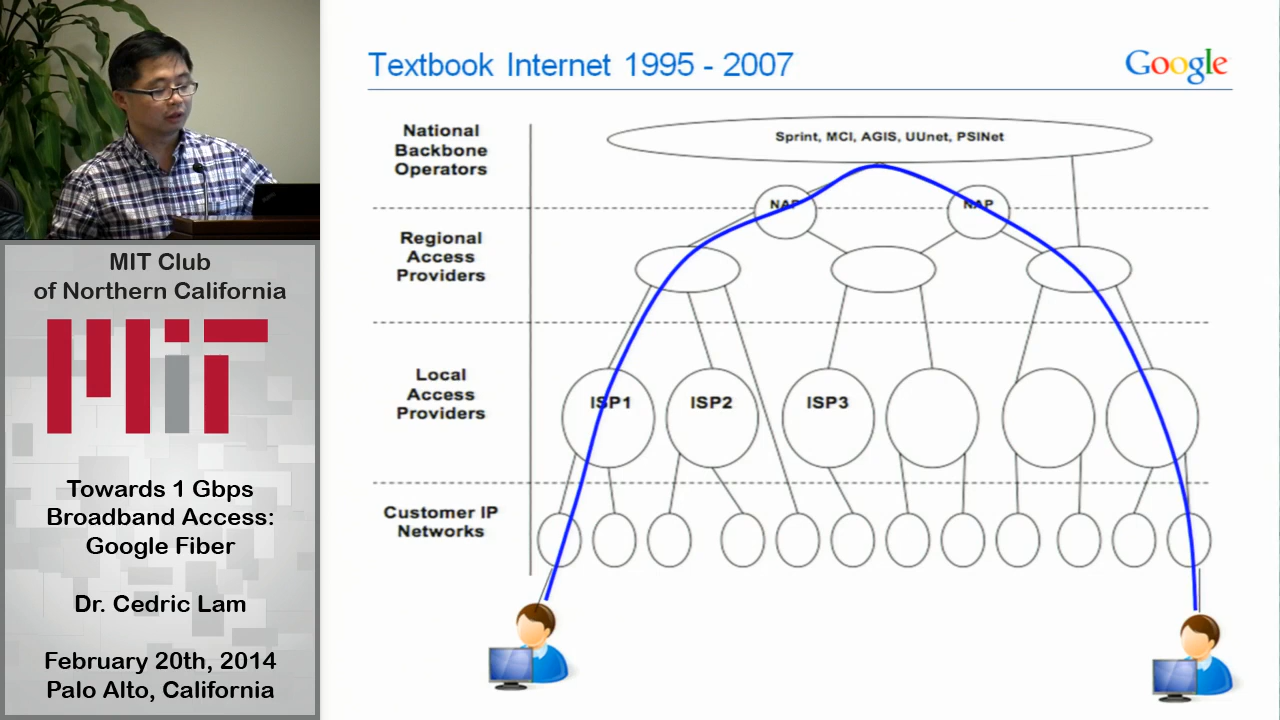 Textbook Internet 1995 - 2007
Google
National
Backbone
Operators
Sprint, MCI, AGIS, UUnet, PSINet
NAP
NAP
Regional
Access
Providers
Local
Access
Providers
ISP1
ISP2
ISP3
Customer IP
Networks
MIT Club
of Northern California
MIT
Towards 1 Gbps
Broadband Access:
Google Fiber
Dr. Cedric Lam
February 20th, 2014
Palo Alto, California